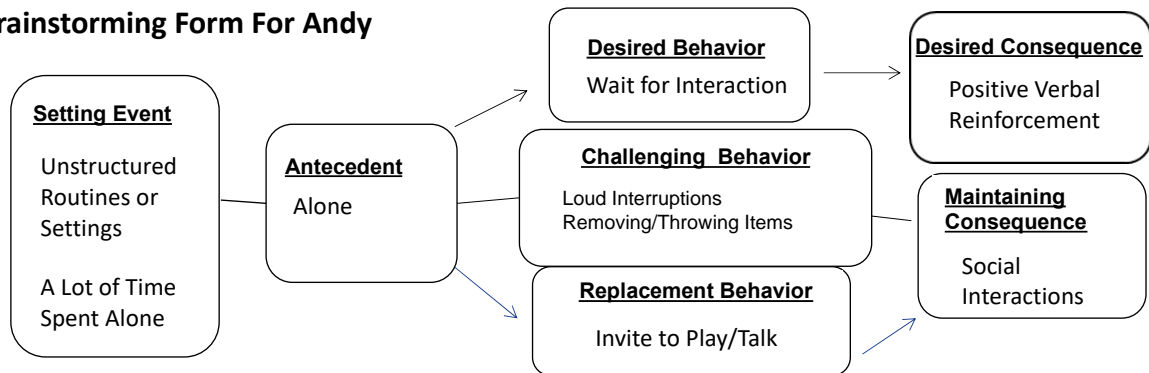 rainstorming Form For Andy
Setting Event
Unstructured
Routines or
Settings
A Lot of Time
Spent Alone
Antecedent
Alone
Desired Behavior
Wait for Interaction
Challenging Behavior
Loud Interruptions
Removing/Throwing Items
Replacement Behavior
Invite to Play/Talk
Desired Consequence
Positive Verbal
Reinforcement
Maintaining
Consequence
Social
Interactions